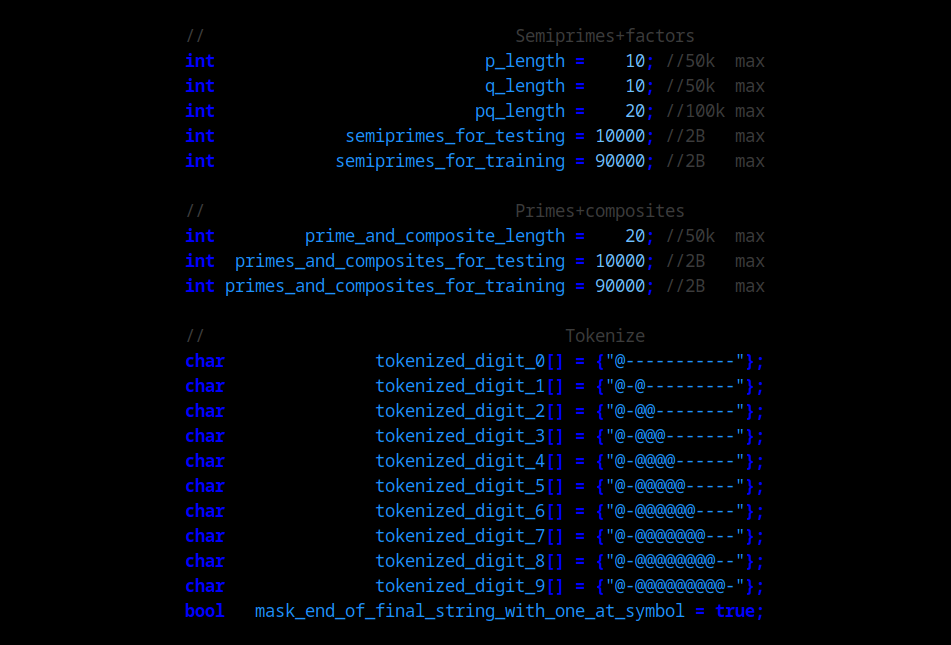 // Semiprimes+factors
int p_length = 10; //50k max
int q_length = 10; //50k max
int pq_length = 20; //100k max
int semiprimes_for_testing = 10000; //2B max
int semiprimes_for_training = 90000; //2B max
// Primes+composites
int prime_and_composite_length = 20; //50k max
int primes_and_composites_for_testing = 10000; //2B max
int primes_and_composites_for_training = 90000; //2B max
// Tokenize
char tokenized_digit_0[] = {"@-----------"};
char tokenized_digit_1[] = {"@-@---------"};
char tokenized_digit_2[] = {"@-@@--------"};
char tokenized_digit_3[] = {"@-@@@-------"};
char tokenized_digit_4[] = {"@-@@@@------"};
char tokenized_digit_5[] = {"@-@@@@@-----"};
char tokenized_digit_6[] = {"@-@@@@@@----"};
char tokenized_digit_7[] = {"@-@@@@@@@---"};
char tokenized_digit_8[] = {"@-@@@@@@@@--"};
char tokenized_digit_9[] = {"@-@@@@@@@@@-"};
bool mask_end_of_final_string_with_one_at_symbol = true;